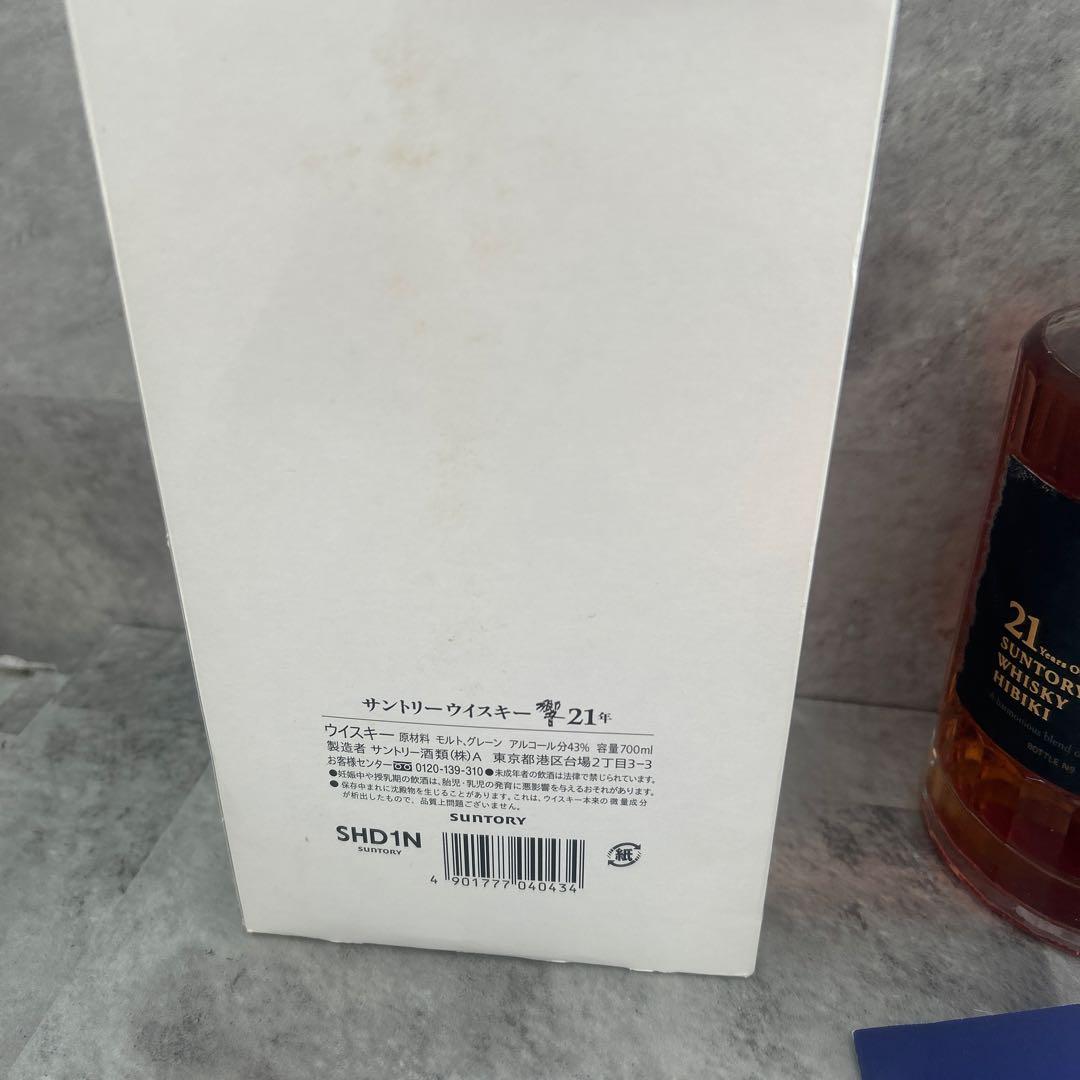 サントリーウイスキー 響 21年
ウイスキー 原材料 モルト、グレーン アルコール分43% 容量700ml
製造者 サントリー酒類(株)A 東京都港区台場2丁目3-3
お客様センター 0120-139-310 ●未成年者の飲酒は法律で禁じられています。
●妊娠中や授乳期の飲酒は、胎児・乳児の発育に悪影響を与えるおそれがあります。
●保存中まれに沈殿物を生じることがあります。これは、ウイスキー本来の微量成分
が析出したもので、品質上問題ございません。
SUNTORY
SHD1N
SUNTORY
紙
4 901777 040434
21 Years
SUNTORY
WHISKY
HIBIKI
A harmonious blend
BOTTLE No